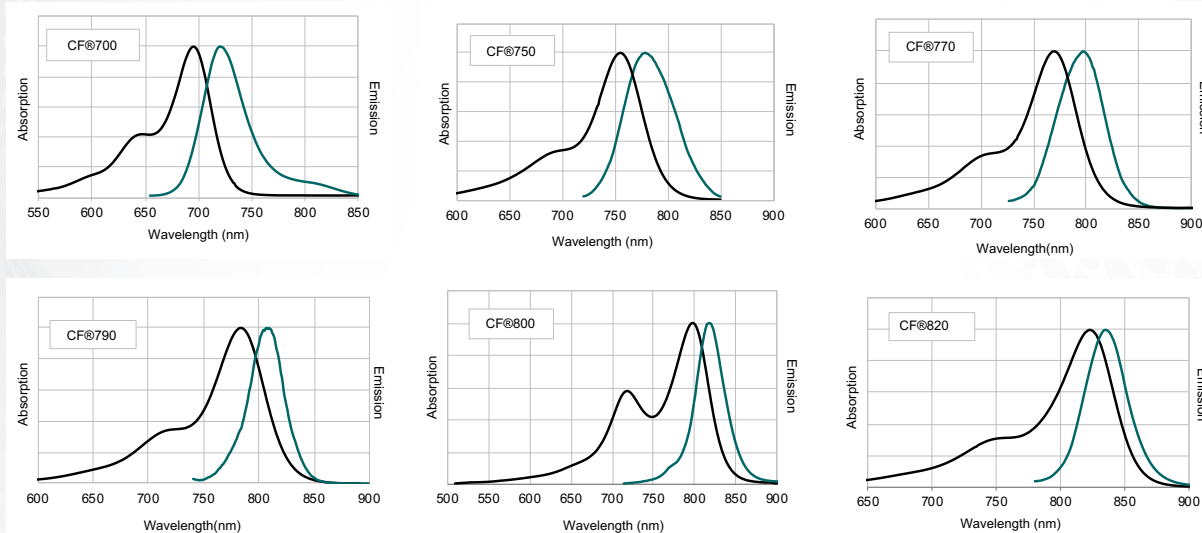 CF®700
Absorption
Emission
550 600 650 700 750 800 850
Wavelength (nm)
CF®750
Absorption
Emission
600 650 700 750 800 850 900
Wavelength (nm)
CF®770
Absorption
Emission
600 650 700 750 800 850 900
Wavelength(nm)
CF®790
Absorption
Emission
600 650 700 750 800 850 900
Wavelength(nm)
CF®800
Absorption
Emission
500 550 600 650 700 750 800 850 900
Wavelength (nm)
CF®820
Absorption
Emission
650 700 750 800 850 900
Wavelength (nm)